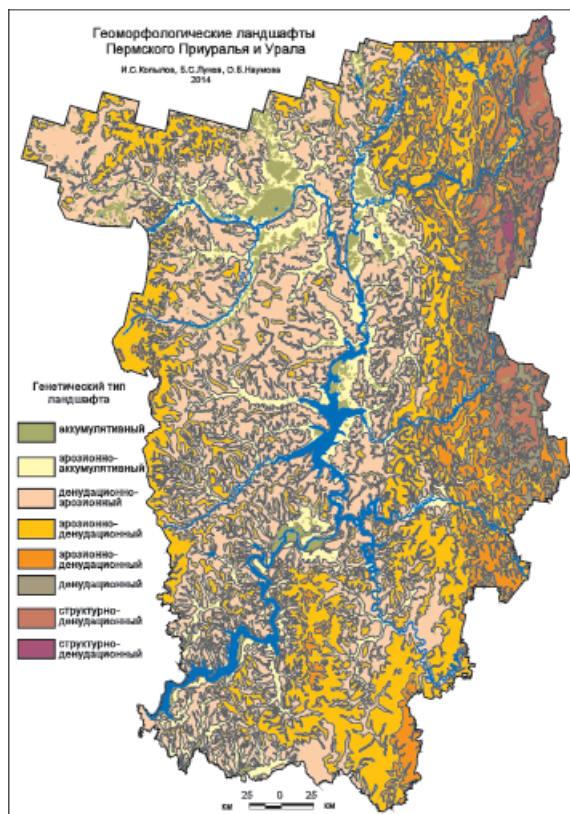 Геоморфологические ландшафты
Пермского Приуралья и Урала
И.С.Копылов, Б.С.Лунев, О.Б.Наумова
2014
Генетический тип
ландшафта
аккумулятивный
эрозионно-
аккумулятивный
денудационно-
эрозионный
эрозионно-
денудационный
эрозионно-
денудационный
денудационный
структурно-
денудационный
структурно-
денудационный
25 0 25
км км